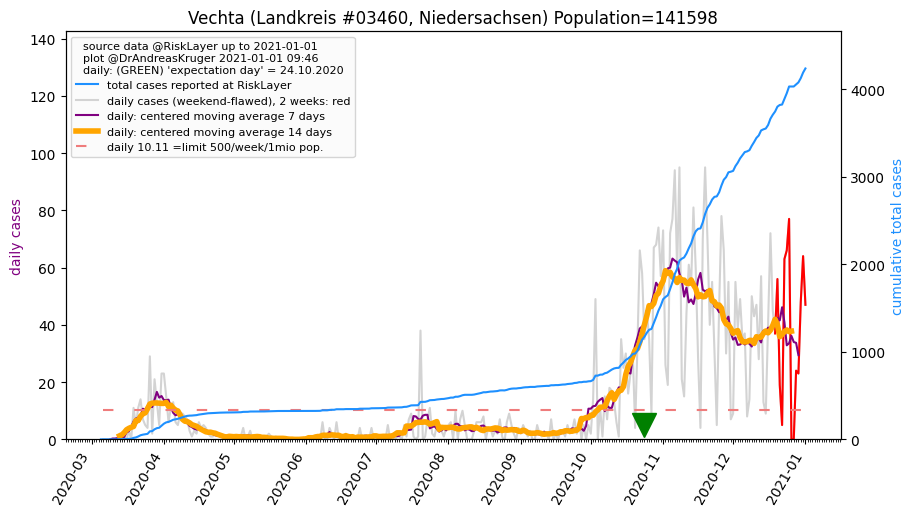 Vechta (Landkreis #03460, Niedersachsen) Population=141598
source data @RiskLayer up to 2021-01-01
plot @DrAndreasKruger 2021-01-01 09:46
daily: (GREEN) 'expectation day' = 24.10.2020
total cases reported at RiskLayer
daily cases (weekend-flawed), 2 weeks: red
daily: centered moving average 7 days
daily: centered moving average 14 days
daily 10.11 =limit 500/week/1mio pop.
daily cases
140
120
100
80
60
40
20
0
cumulative total cases
4000
3000
2000
1000
0
2020-03
2020-04
2020-05
2020-06
2020-07
2020-08
2020-09
2020-10
2020-11
2020-12
2021-01